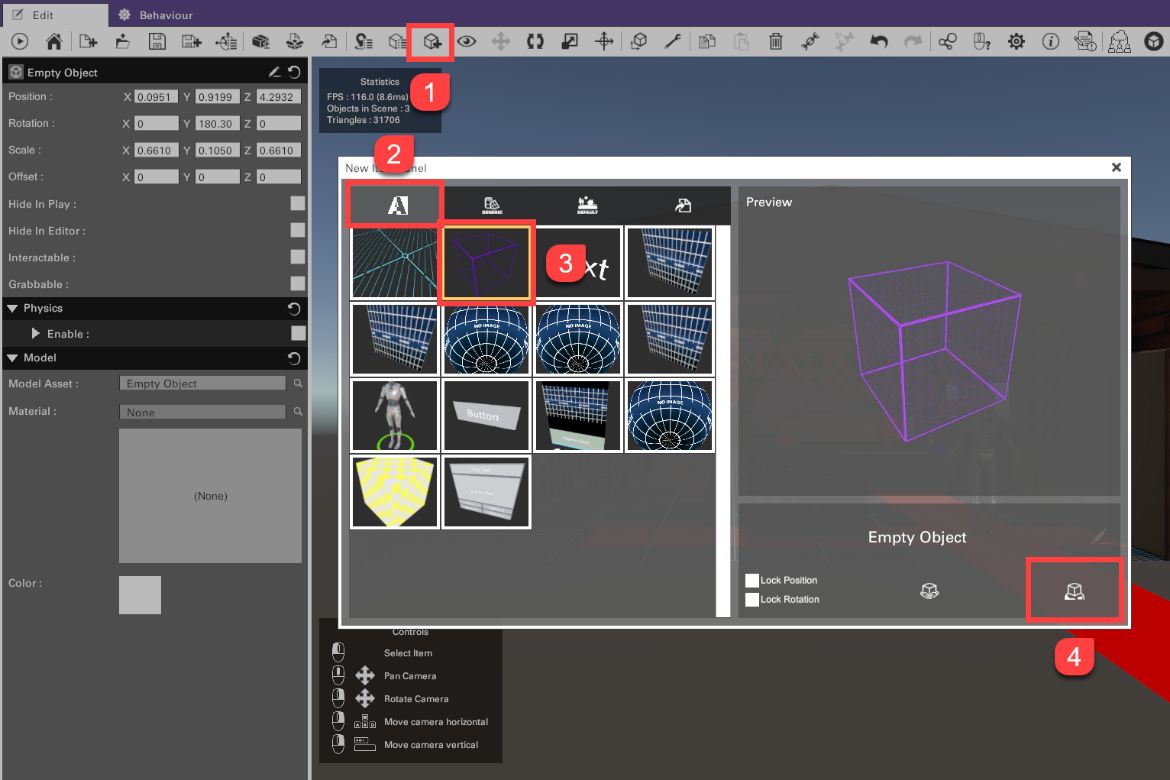 Edit
Behaviour
Empty Object
Position :
X 0.0951 Y 0.9199 Z 4.2932
Rotation :
X 0 Y 180.30 Z 0
Scale :
X 0.6610 Y 0.1050 Z 0.6610
Offset :
X 0 Y 0 Z 0
Hide In Play :
Hide In Editor :
Interactable :
Grabbable :
Physics
Enable :
Model
Model Asset :
Empty Object
Material :
None
(None)
Color :
Statistics
FPS : 116.0 (8.6ms)
Objects in Scene : 3
Triangles : 31706
1
2
New
GENERIC
DEFAULT
3
xt
NO IMAGE
NO IMAGE
Button
NO IMAGE
Preview
Empty Object
Lock Position
Lock Rotation
4
Controls
Select Item
Pan Camera
Rotate Camera
Move camera horizontal
Move camera vertical